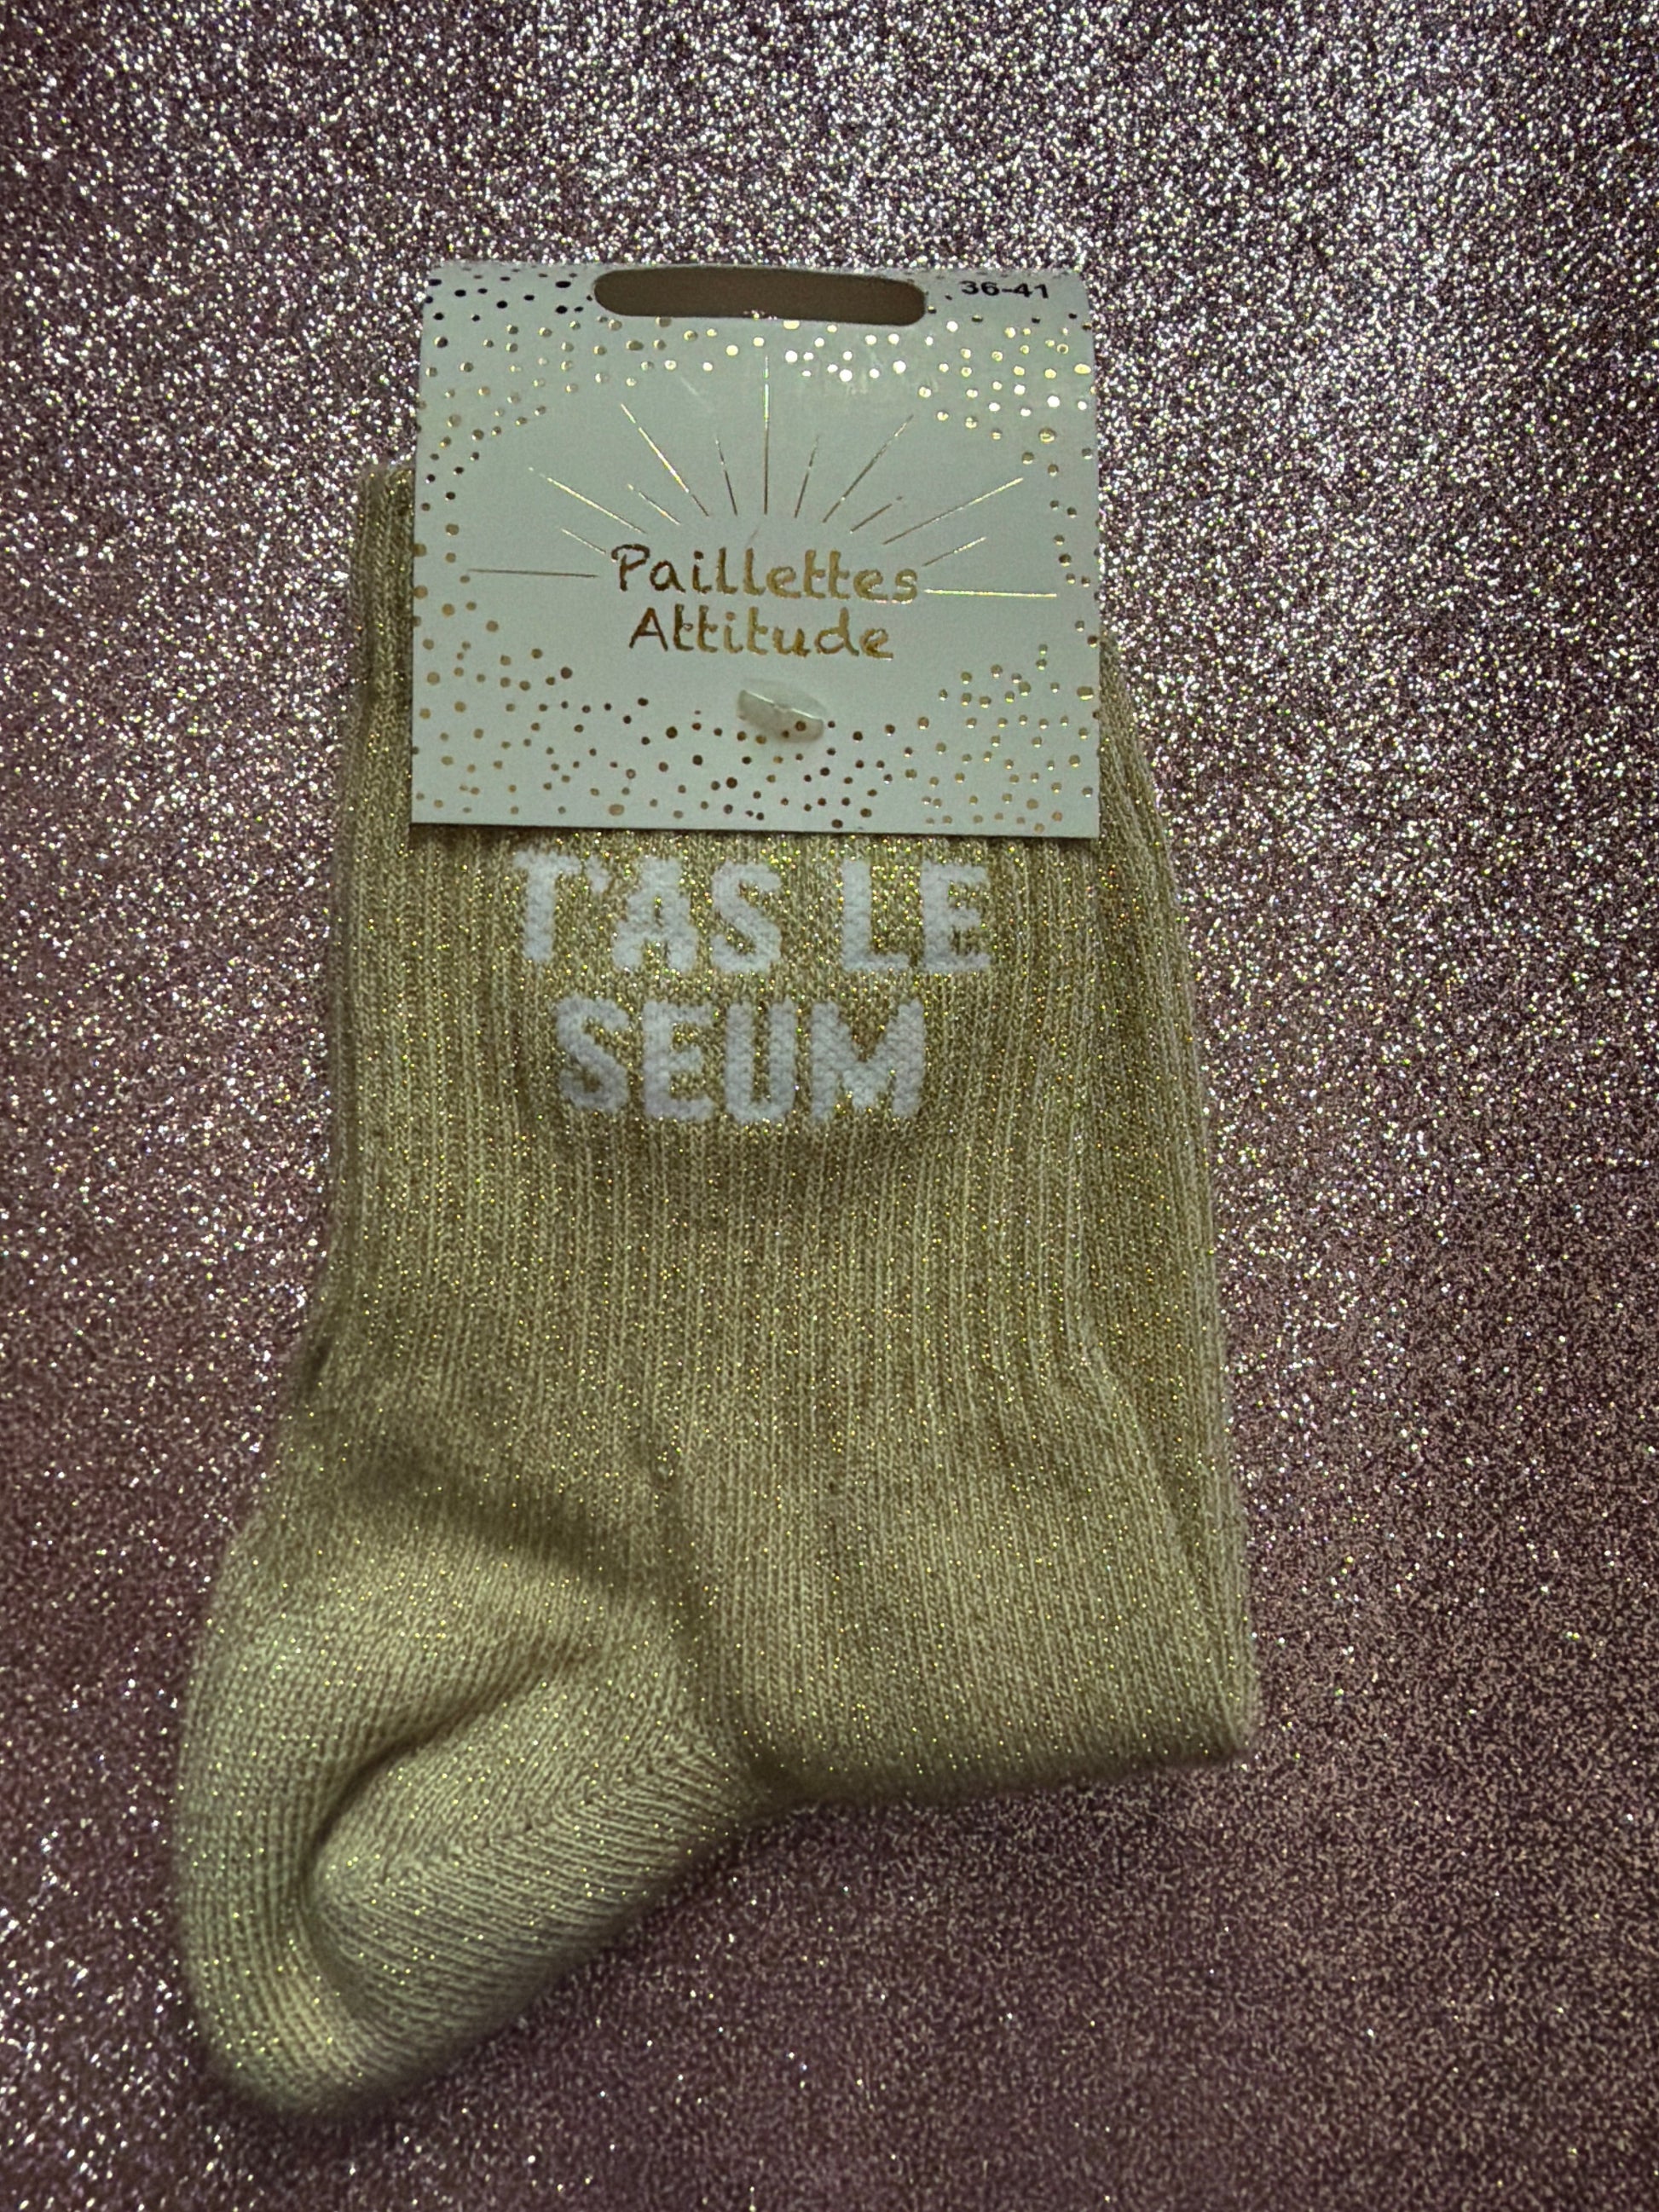 36-41
Paillettes
Attitude
T'AS LE
SEUM